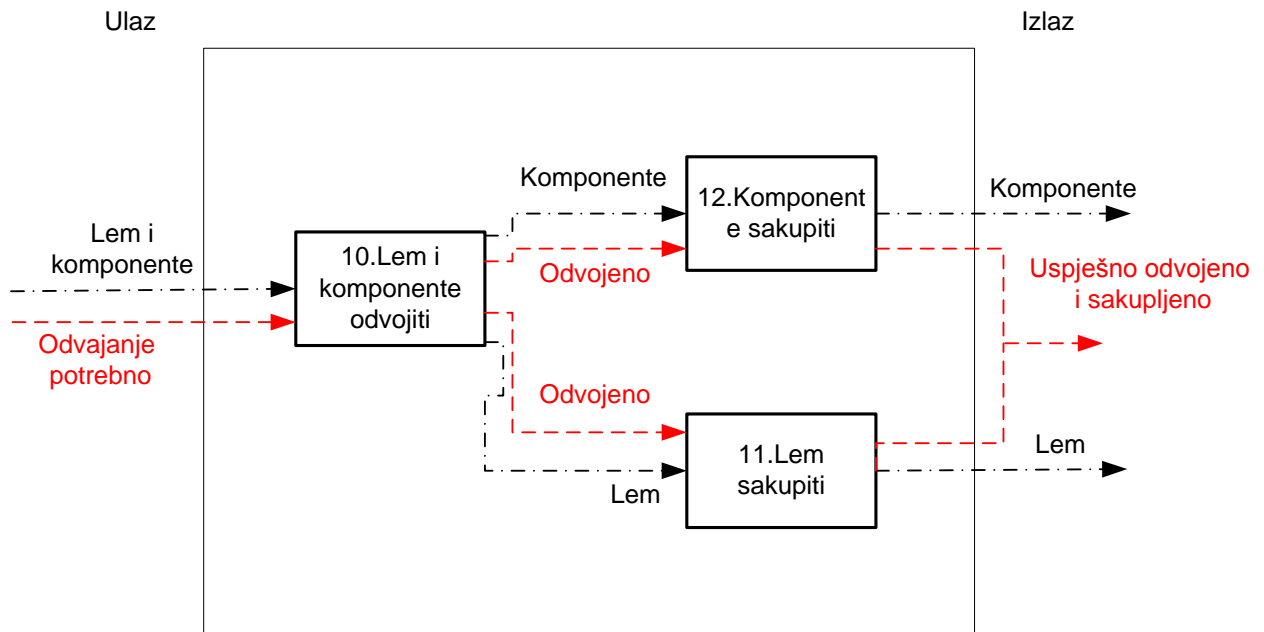 Ulaz
Izlaz
Komponente
12.Komponent
e sakupiti
Komponente
Lem i
komponente
10.Lem i
komponente
odvojiti
Odvojeno
Uspješno odvojeno
i sakupljeno
Odvajanje
potrebno
Odvojeno
11.Lem
sakupiti
Lem
Lem